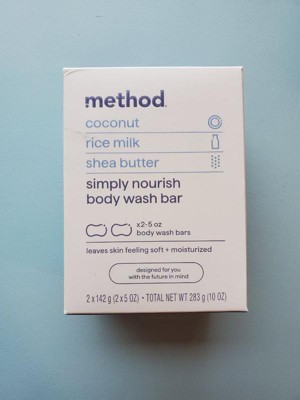 method.
coconut
rice milk
shea butter
simply nourish
body wash bar
x2-5 oz
body wash bars
leaves skin feeling soft + moisturized
designed for you
with the future in mind
2 x 142 g (2 x 5 OZ) • TOTAL NET WT 283 g (10 OZ)